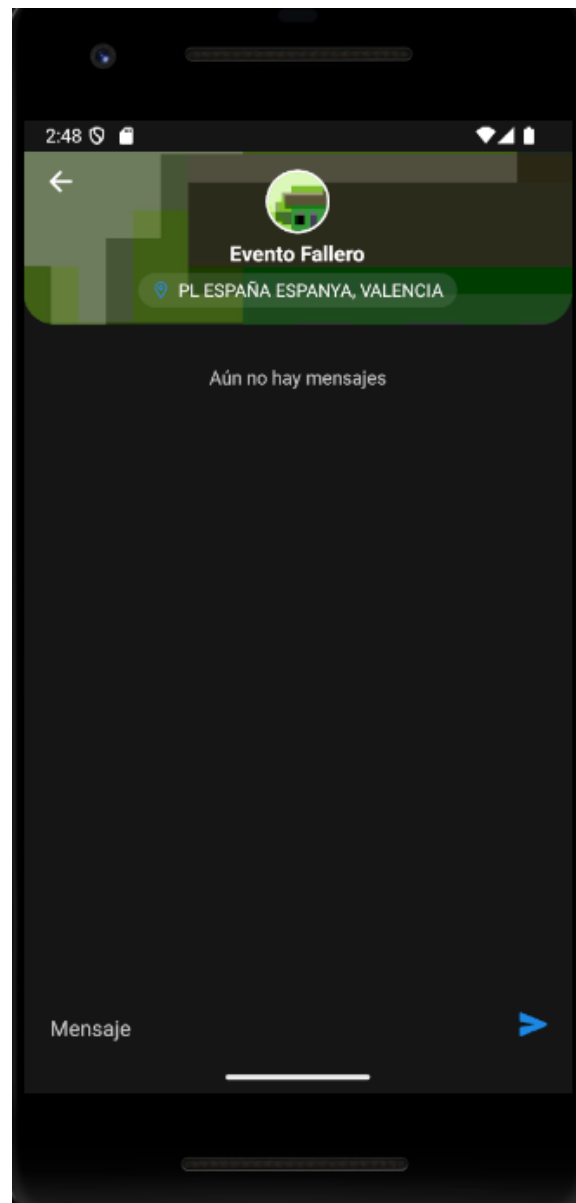 2:48
Evento Fallero
PL ESPAÑA ESPANYA, VALENCIA
Aún no hay mensajes
Mensaje